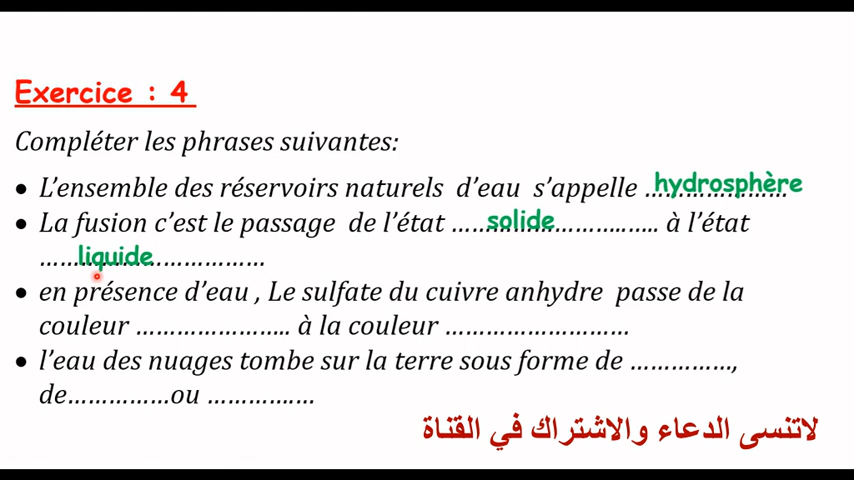 Exercice : 4
Compléter les phrases suivantes:
• L'ensemble des réservoirs naturels d'eau s'appelle ...hydrosphère...
• La fusion c'est le passage de l'état ......solide.............. à l'état
......liquide..................
• en présence d'eau , Le sulfate du cuivre anhydre passe de la
couleur ………………….. à la couleur ………………………
• l'eau des nuages tombe sur la terre sous forme de ……………,
de……………ou …………….
لاتنسى الدعاء والاشتراك في القناة